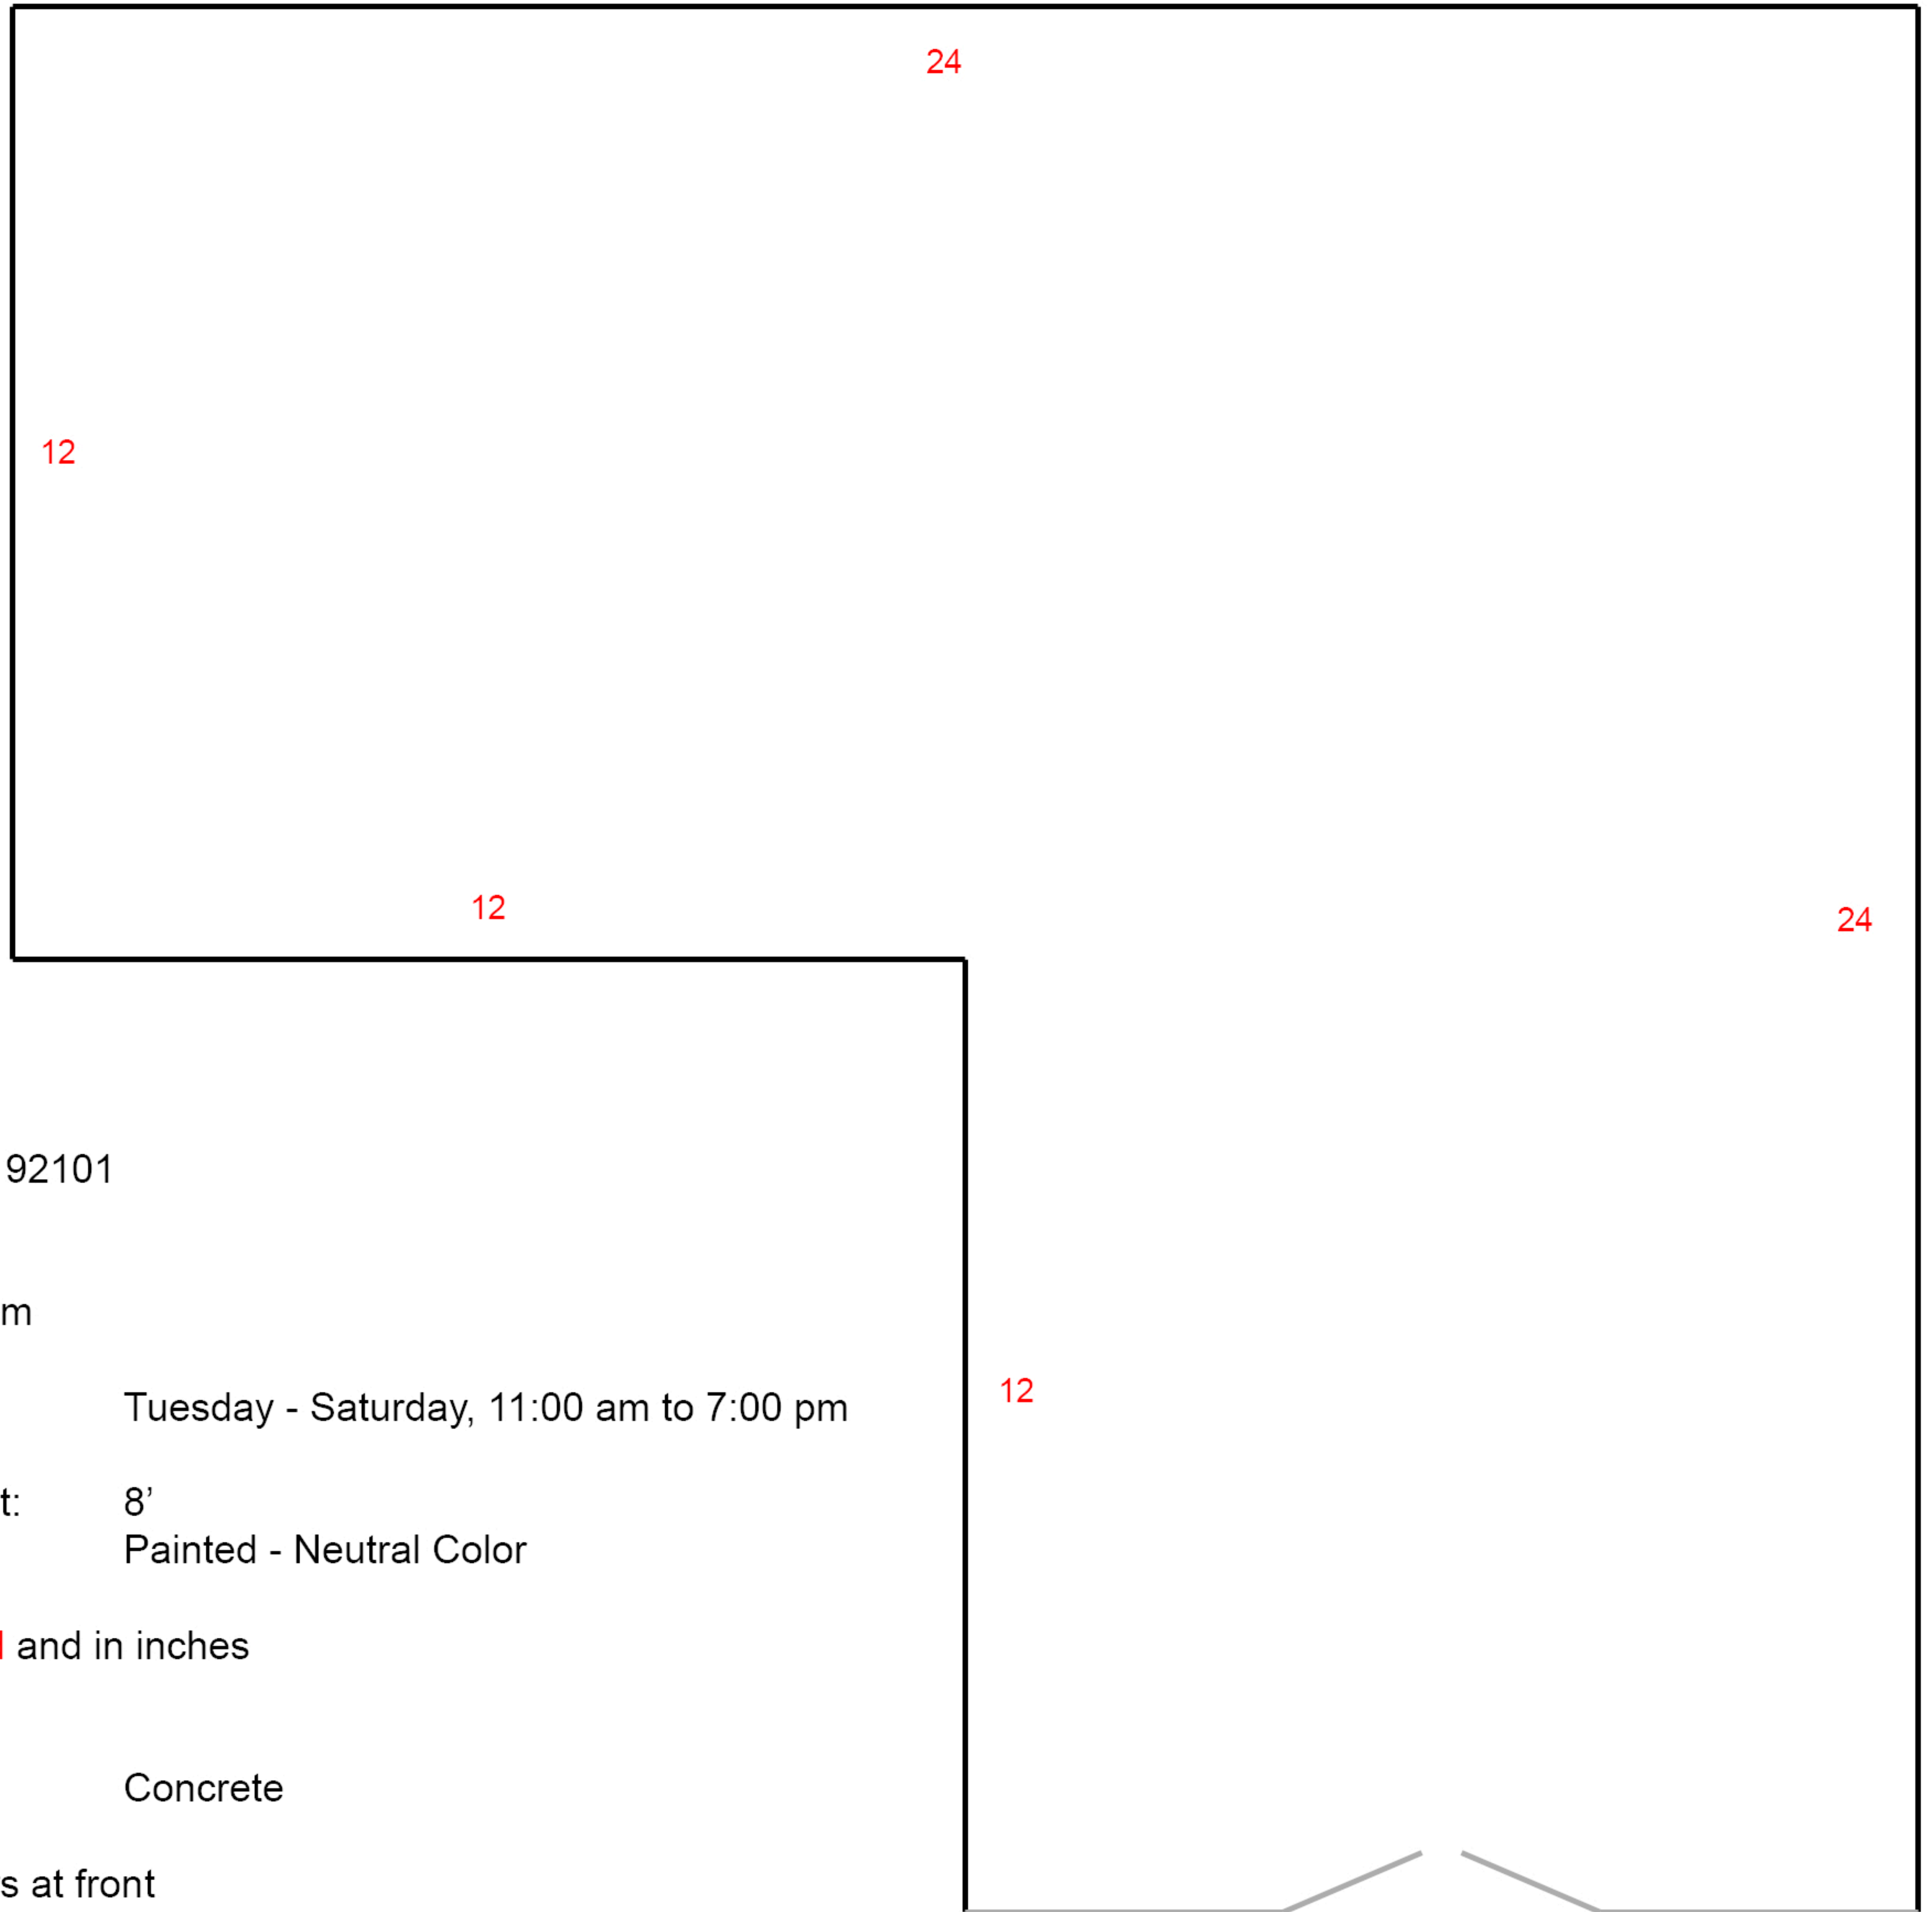 24
12
12
24
92101
m
12
Tuesday - Saturday, 11:00 am to 7:00 pm
t: 8’
Painted - Neutral Color
and in inches
Concrete
s at front